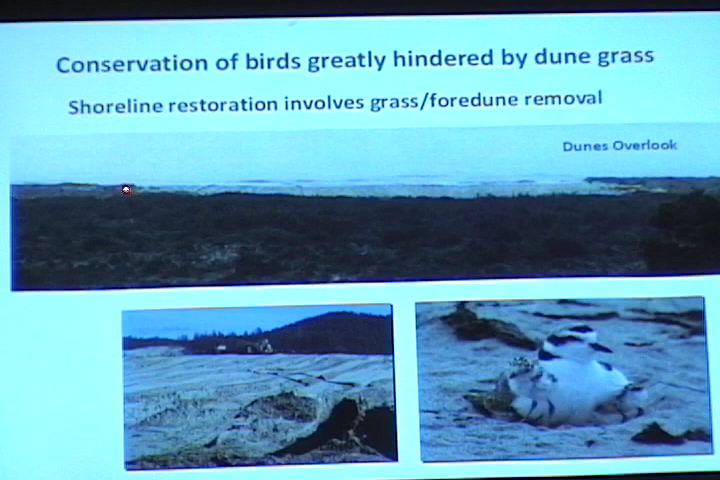 Conservation of birds greatly hindered by dune grass
Shoreline restoration involves grass/foredune removal
Dunes Overlook